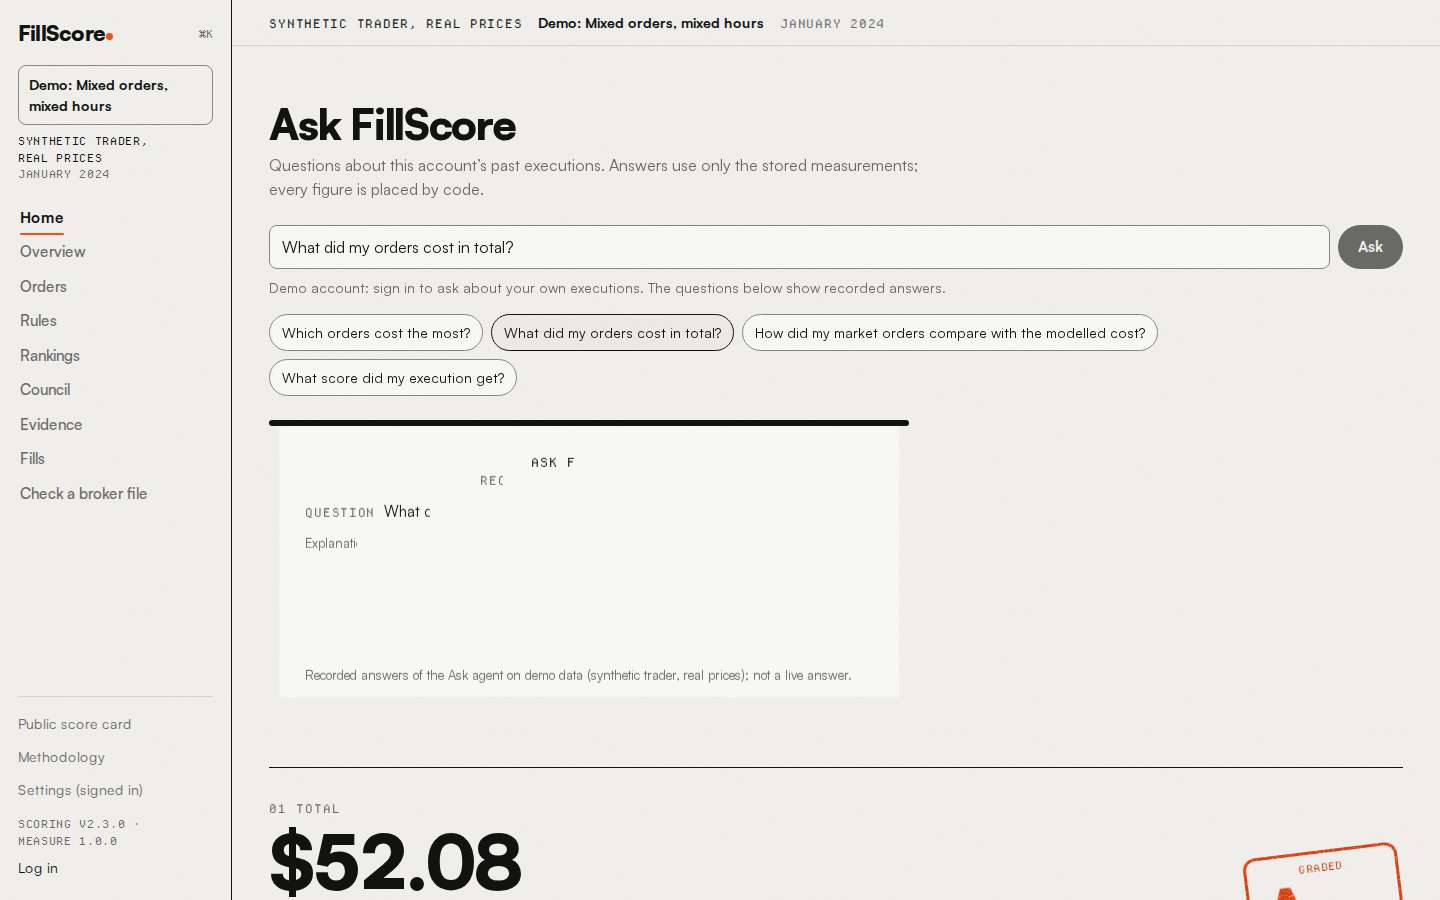 FillScore.
⌘K
Demo: Mixed orders,
mixed hours
SYNTHETIC TRADER,
REAL PRICES
JANUARY 2024
Home
Overview
Orders
Rules
Rankings
Council
Evidence
Fills
Check a broker file
Public score card
Methodology
Settings (signed in)
SCORING V2.3.0 ·
MEASURE 1.0.0
Log in
SYNTHETIC TRADER, REAL PRICES Demo: Mixed orders, mixed hours JANUARY 2024
Ask FillScore
Questions about this account’s past executions. Answers use only the stored measurements;
every figure is placed by code.
What did my orders cost in total?
Ask
Demo account: sign in to ask about your own executions. The questions below show recorded answers.
Which orders cost the most?
What did my orders cost in total?
How did my market orders compare with the modelled cost?
What score did my execution get?
ASK F
REC
QUESTION What
Recorded answers of the Ask agent on demo data (synthetic trader, real prices); not a live answer.
01 TOTAL
$52.08
GRADED